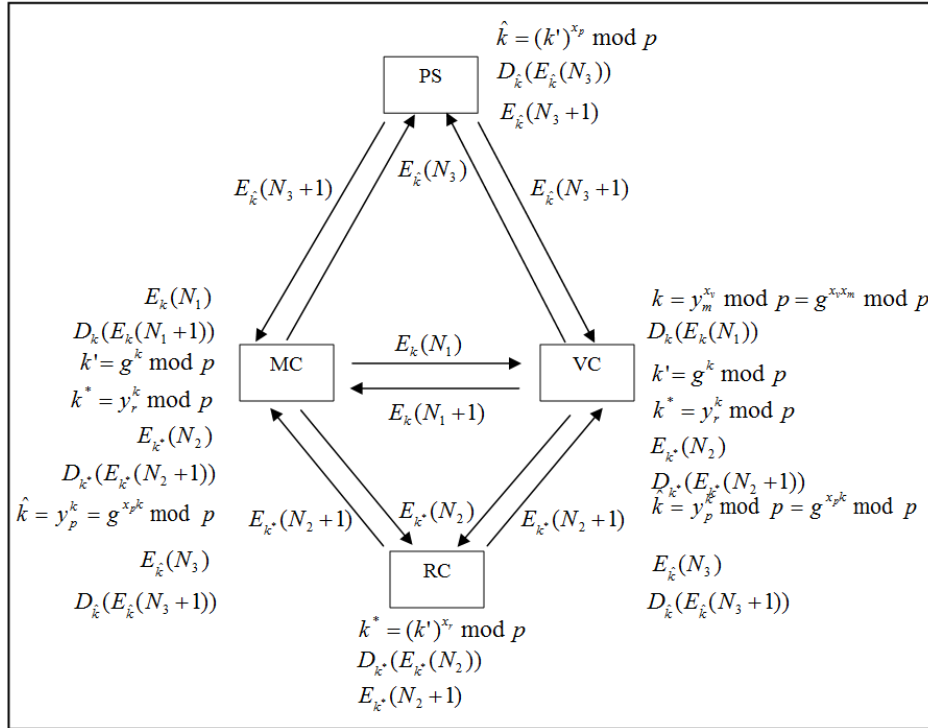 k̂ = (k')^{x_p} mod p
PS
D_{k̂}(E_{k̂}(N_3))
E_{k̂}(N_3 +1)
E_{k̂}(N_3 +1)
E_{k̂}(N_3)
E_{k̂}(N_3 +1)
E_k(N_1)
D_k(E_k(N_1 +1))
k' = g^k mod p
k^* = y_r^k mod p
E_{k^*}(N_2)
D_{k^*}(E_{k^*}(N_2 +1))
k̂ = y_p^k = g^{x_p k} mod p
E_{k̂}(N_3)
D_{k̂}(E_{k̂}(N_3 +1))
MC
E_k(N_1)
E_k(N_1 +1)
VC
k = y_m^{x_v} mod p = g^{x_v x_m} mod p
D_k(E_k(N_1))
k' = g^k mod p
k^* = y_r^k mod p
E_{k^*}(N_2)
D_{k^*}(E_{k^*}(N_2 +1))
k̂ = y_p^k mod p = g^{x_p k} mod p
E_{k̂}(N_3)
D_{k̂}(E_{k̂}(N_3 +1))
E_{k^*}(N_2 +1)
E_{k^*}(N_2)
E_{k^*}(N_2 +1)
RC
k^* = (k')^{x_r} mod p
D_{k^*}(E_{k^*}(N_2))
E_{k^*}(N_2 +1)